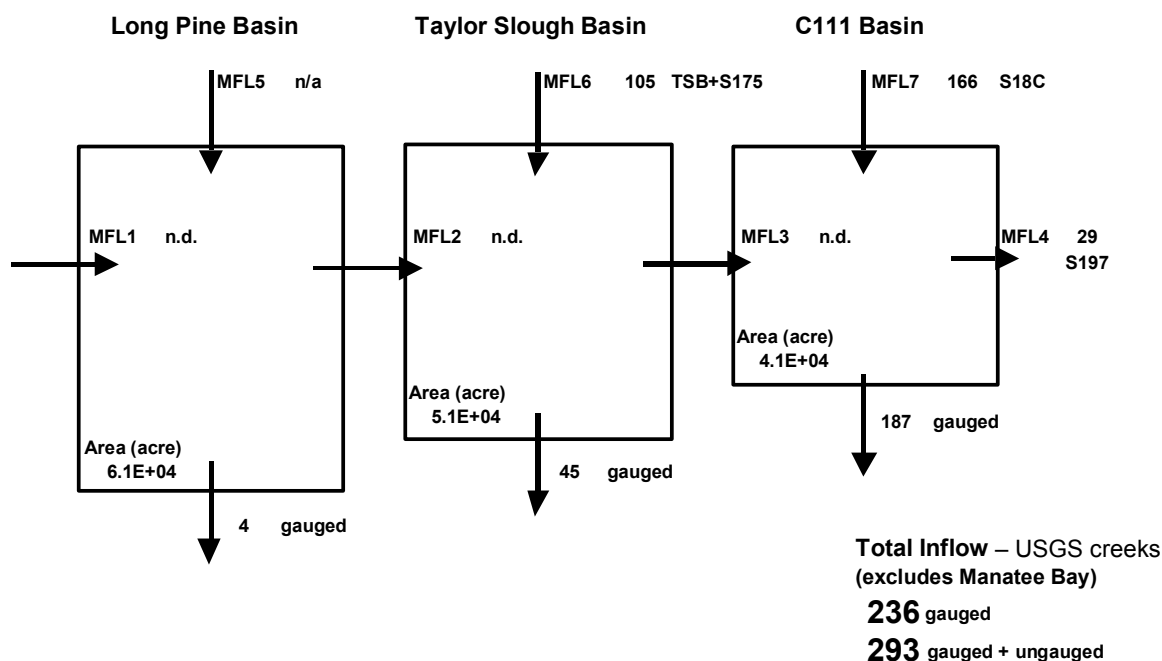 Long Pine Basin
Taylor Slough Basin
C111 Basin
MFL5 n/a
MFL6 105 TSB+S175
MFL7 166 S18C
MFL1 n.d.
MFL2 n.d.
MFL3 n.d.
MFL4 29
S197
Area (acre)
4.1E+04
Area (acre)
5.1E+04
Area (acre)
6.1E+04
187 gauged
45 gauged
4 gauged
Total Inflow – USGS creeks
(excludes Manatee Bay)
236 gauged
293 gauged + ungauged